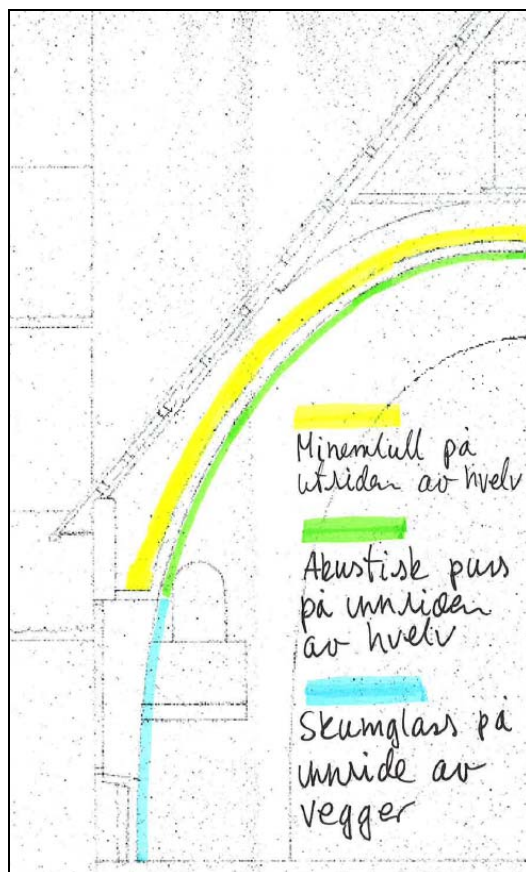 Mineralull på
utsiden av hvelv
Akustisk puss
på innsiden
av hvelv
Skumglass på
innside av
vegger